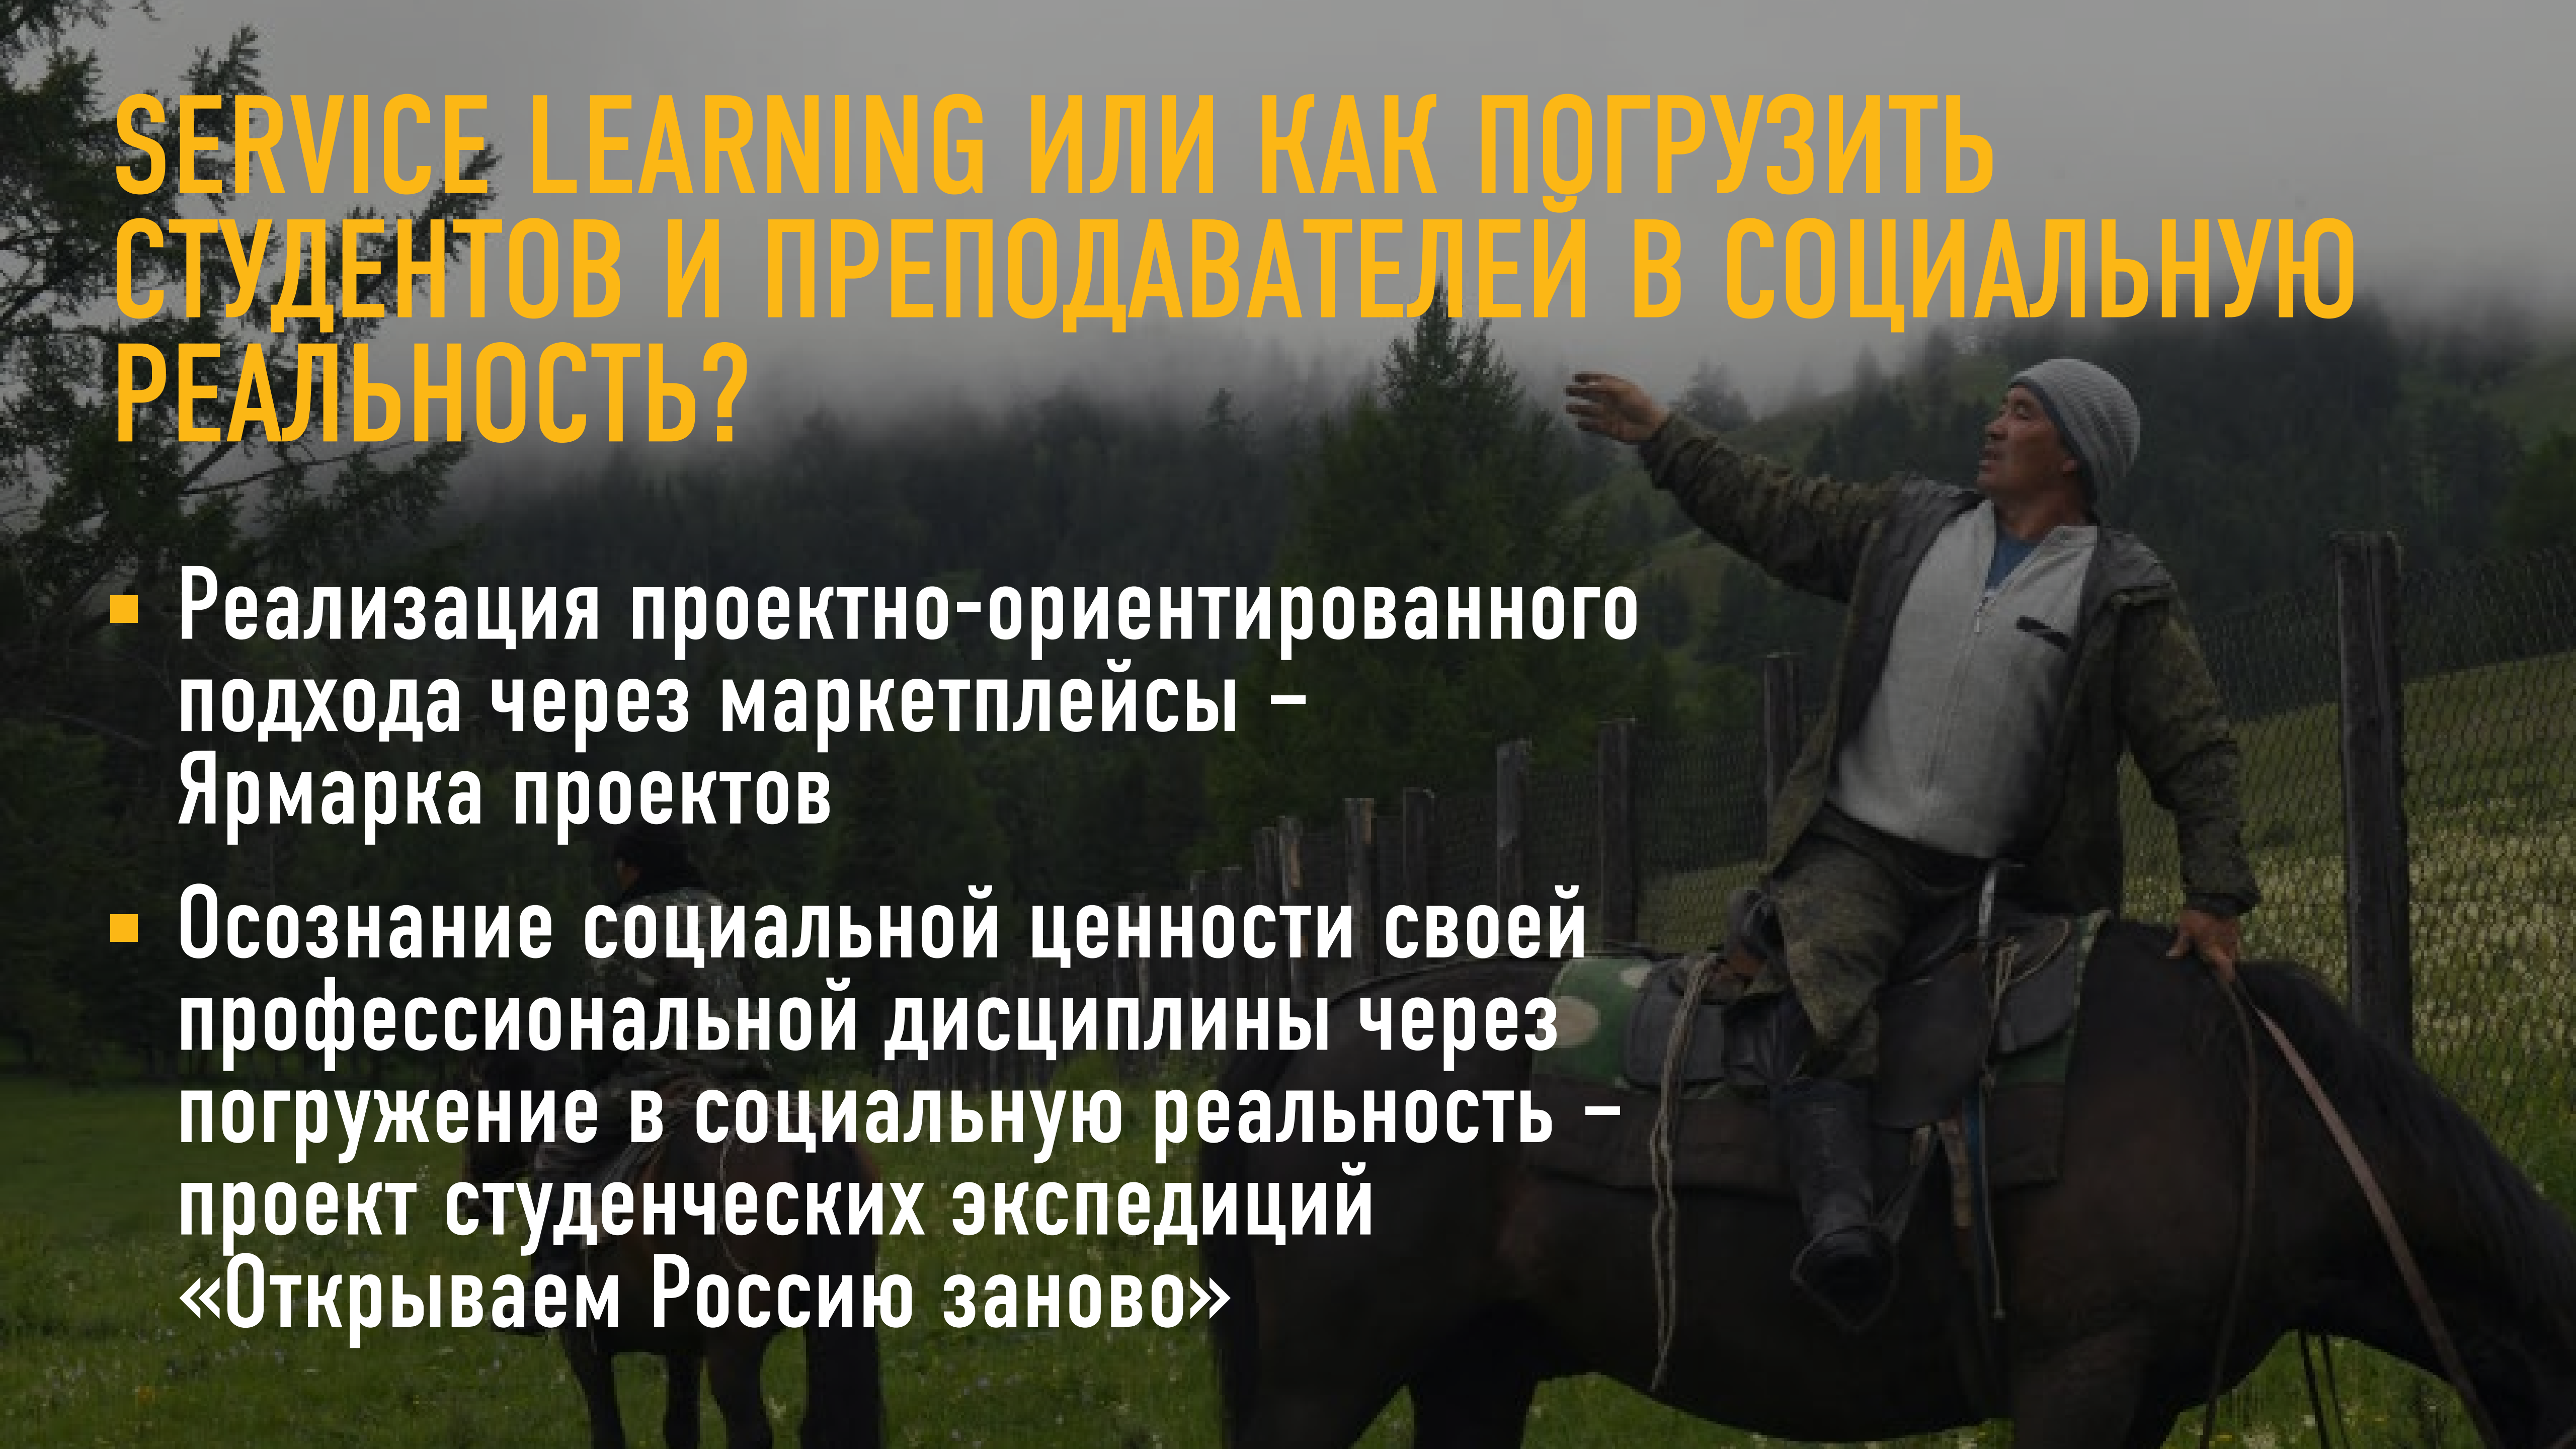 SERVICE LEARNING ИЛИ КАК ПОГРУЗИТЬ
СТУДЕНТОВ И ПРЕПОДАВАТЕЛЕЙ В СОЦИАЛЬНУЮ
РЕАЛЬНОСТЬ?
Реализация проектно-ориентированного
подхода через маркетплейсы –
Ярмарка проектов
Осознание социальной ценности своей
профессиональной дисциплины через
погружение в социальную реальность –
проект студенческих экспедиций
«Открываем Россию заново»